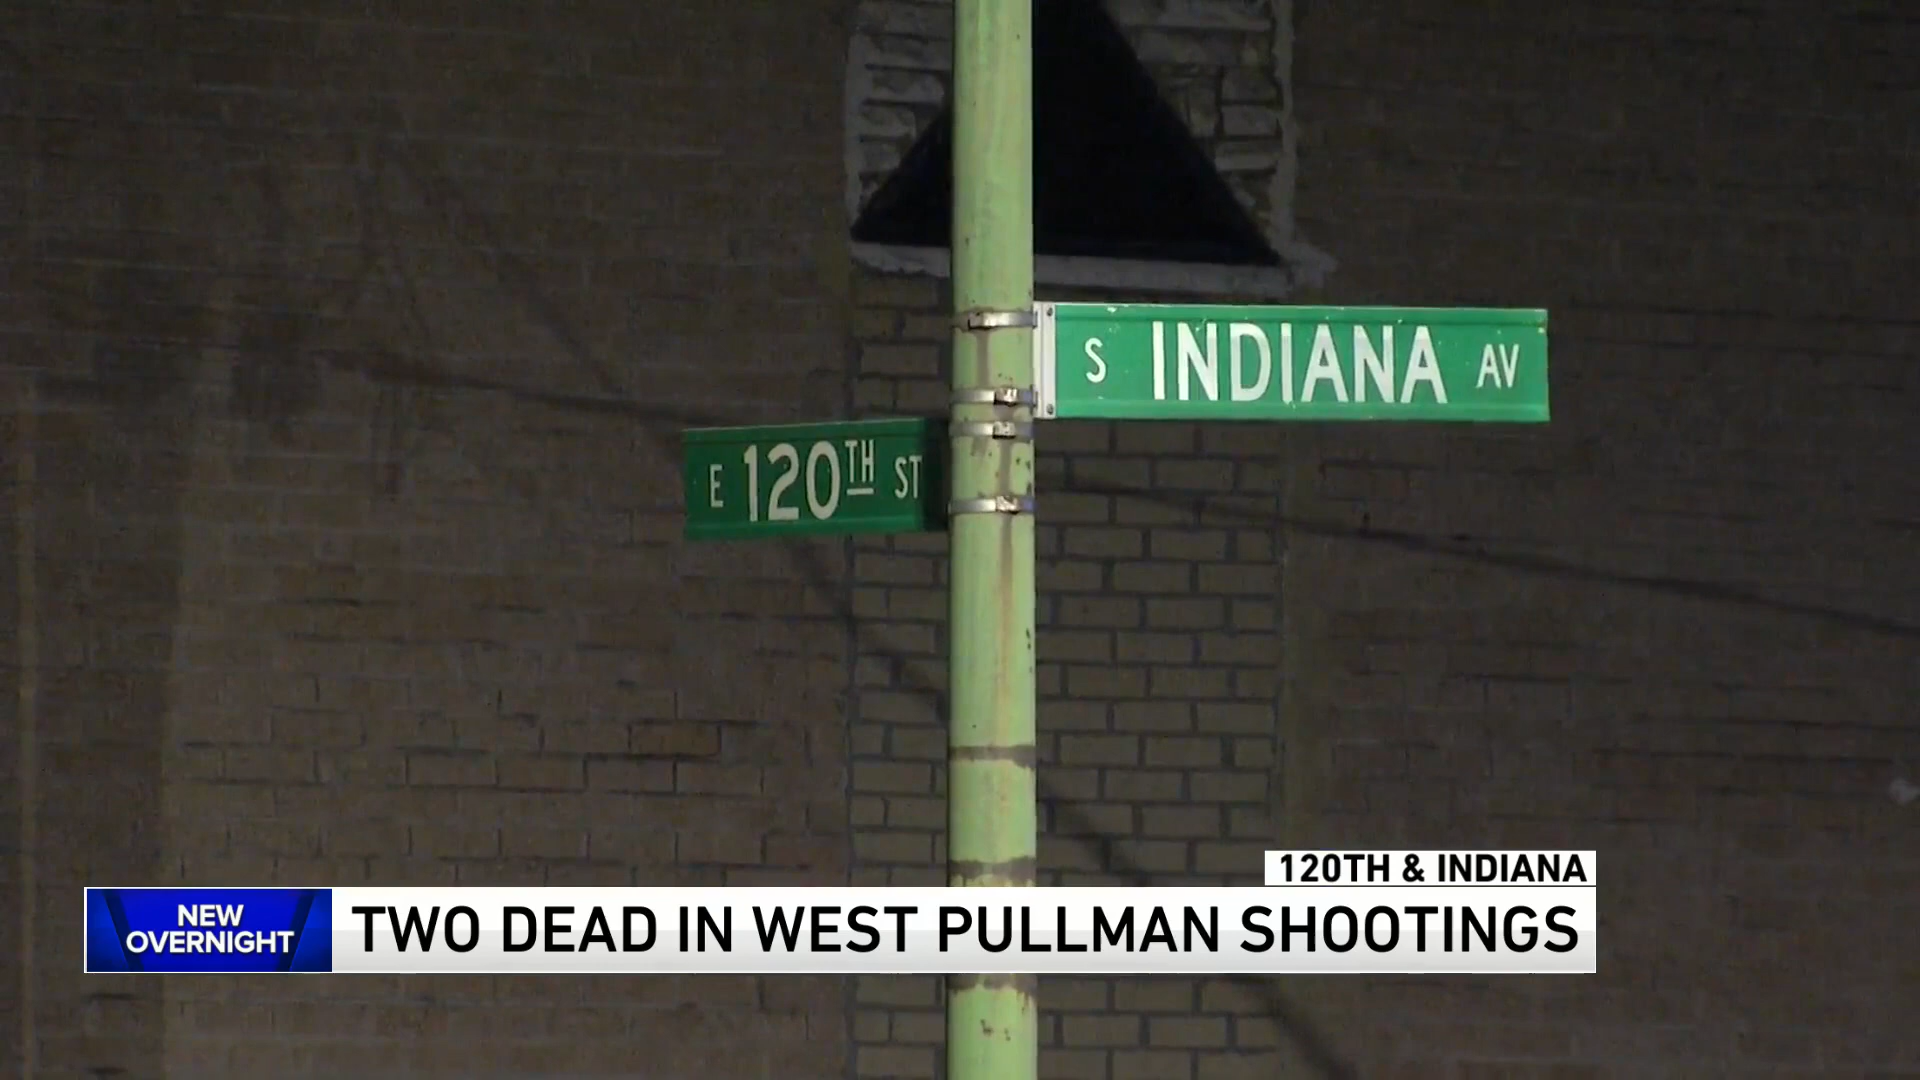 S INDIANA AV
E 120TH ST
120TH & INDIANA
NEW
OVERNIGHT
TWO DEAD IN WEST PULLMAN SHOOTINGS